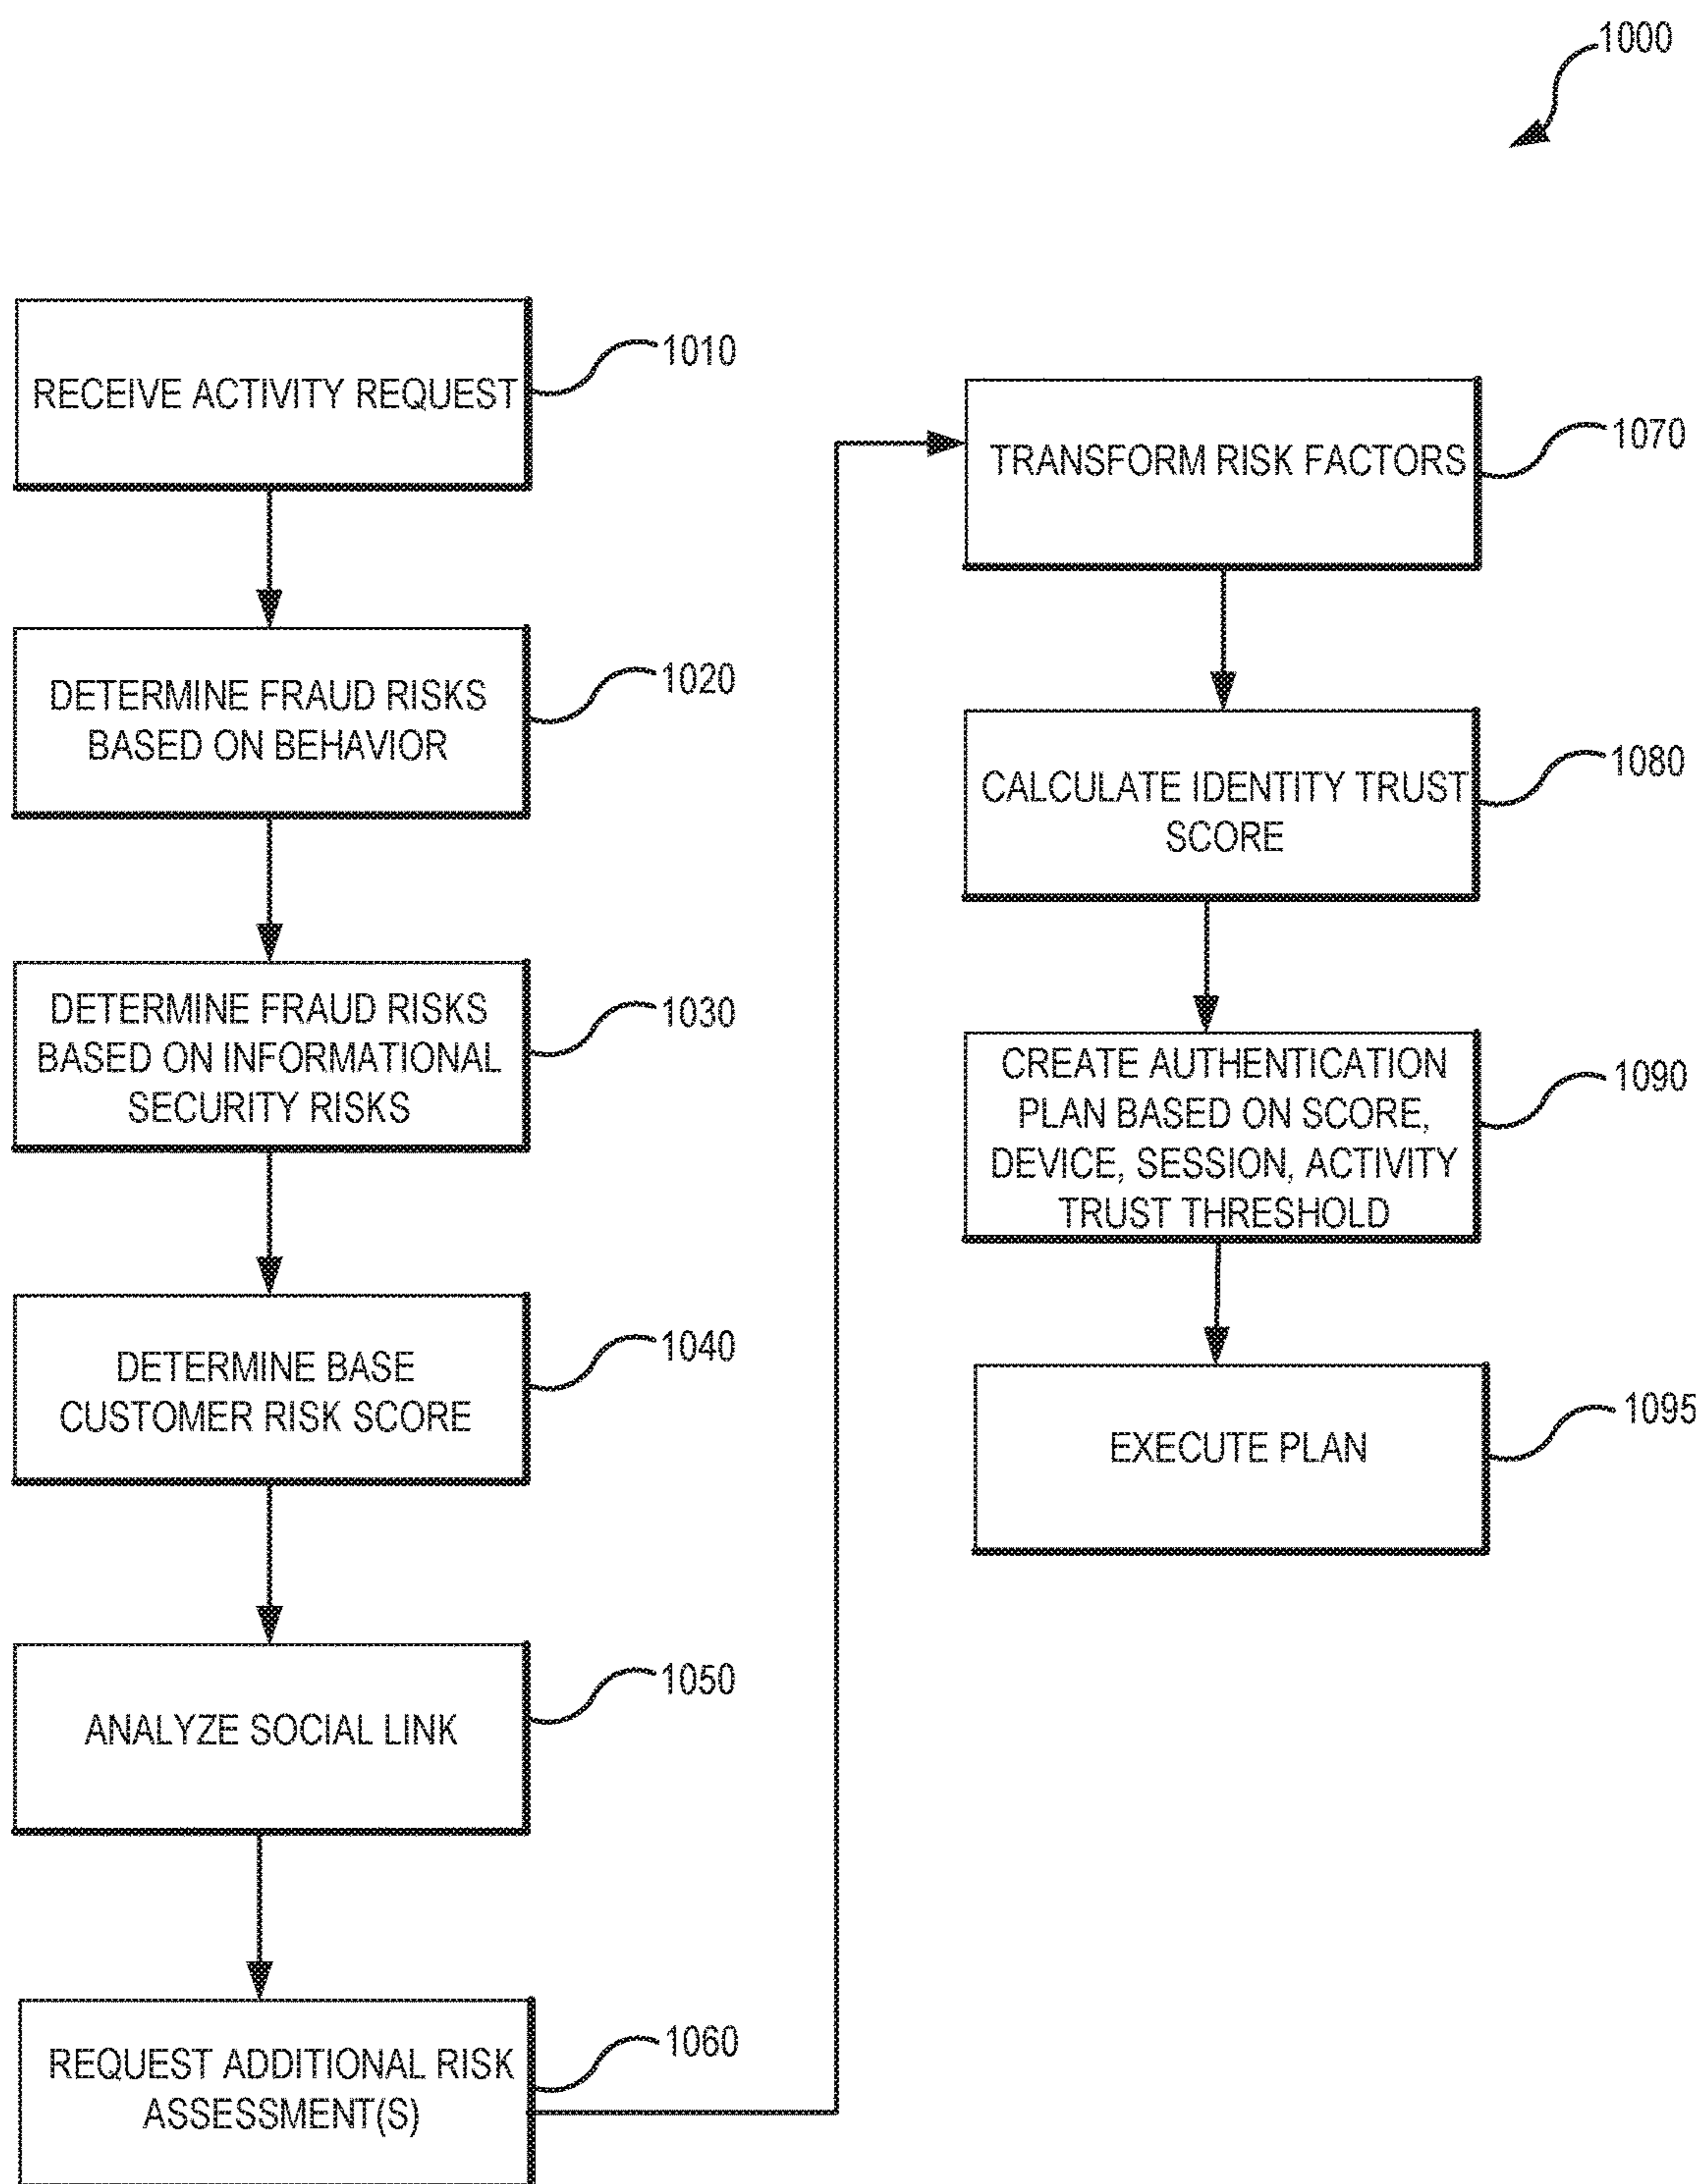 1000
RECEIVE ACTIVITY REQUEST
1010
DETERMINE FRAUD RISKS
BASED ON BEHAVIOR
1020
DETERMINE FRAUD RISKS
BASED ON INFORMATIONAL
SECURITY RISKS
1030
DETERMINE BASE
CUSTOMER RISK SCORE
1040
ANALYZE SOCIAL LINK
1050
REQUEST ADDITIONAL RISK
ASSESSMENT(S)
1060
TRANSFORM RISK FACTORS
1070
CALCULATE IDENTITY TRUST
SCORE
1080
CREATE AUTHENTICATION
PLAN BASED ON SCORE,
DEVICE, SESSION, ACTIVITY
TRUST THRESHOLD
1090
EXECUTE PLAN
1095